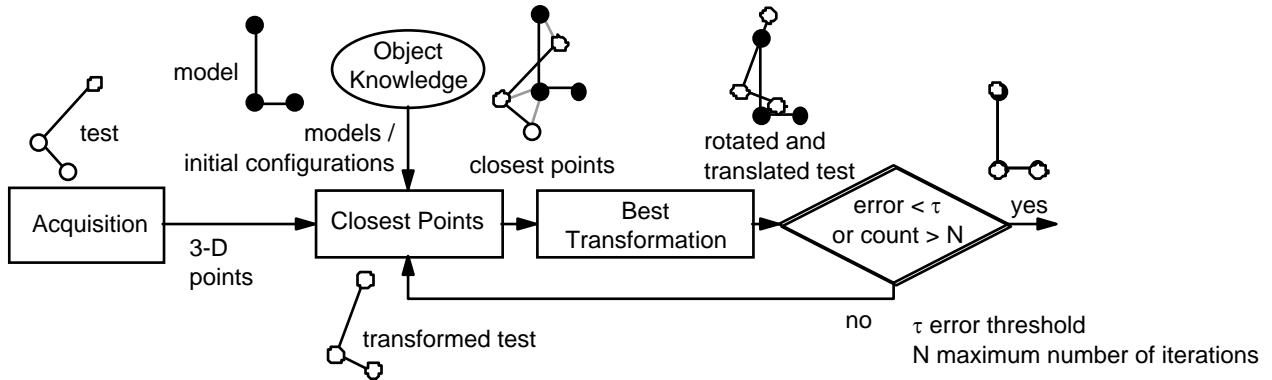 model
test
Object
Knowledge
models /
initial configurations
closest points
rotated and
translated test
Acquisition
3-D
points
Closest Points
Best
Transformation
error < τ
or count > N
yes
no
transformed test
τ error threshold
N maximum number of iterations